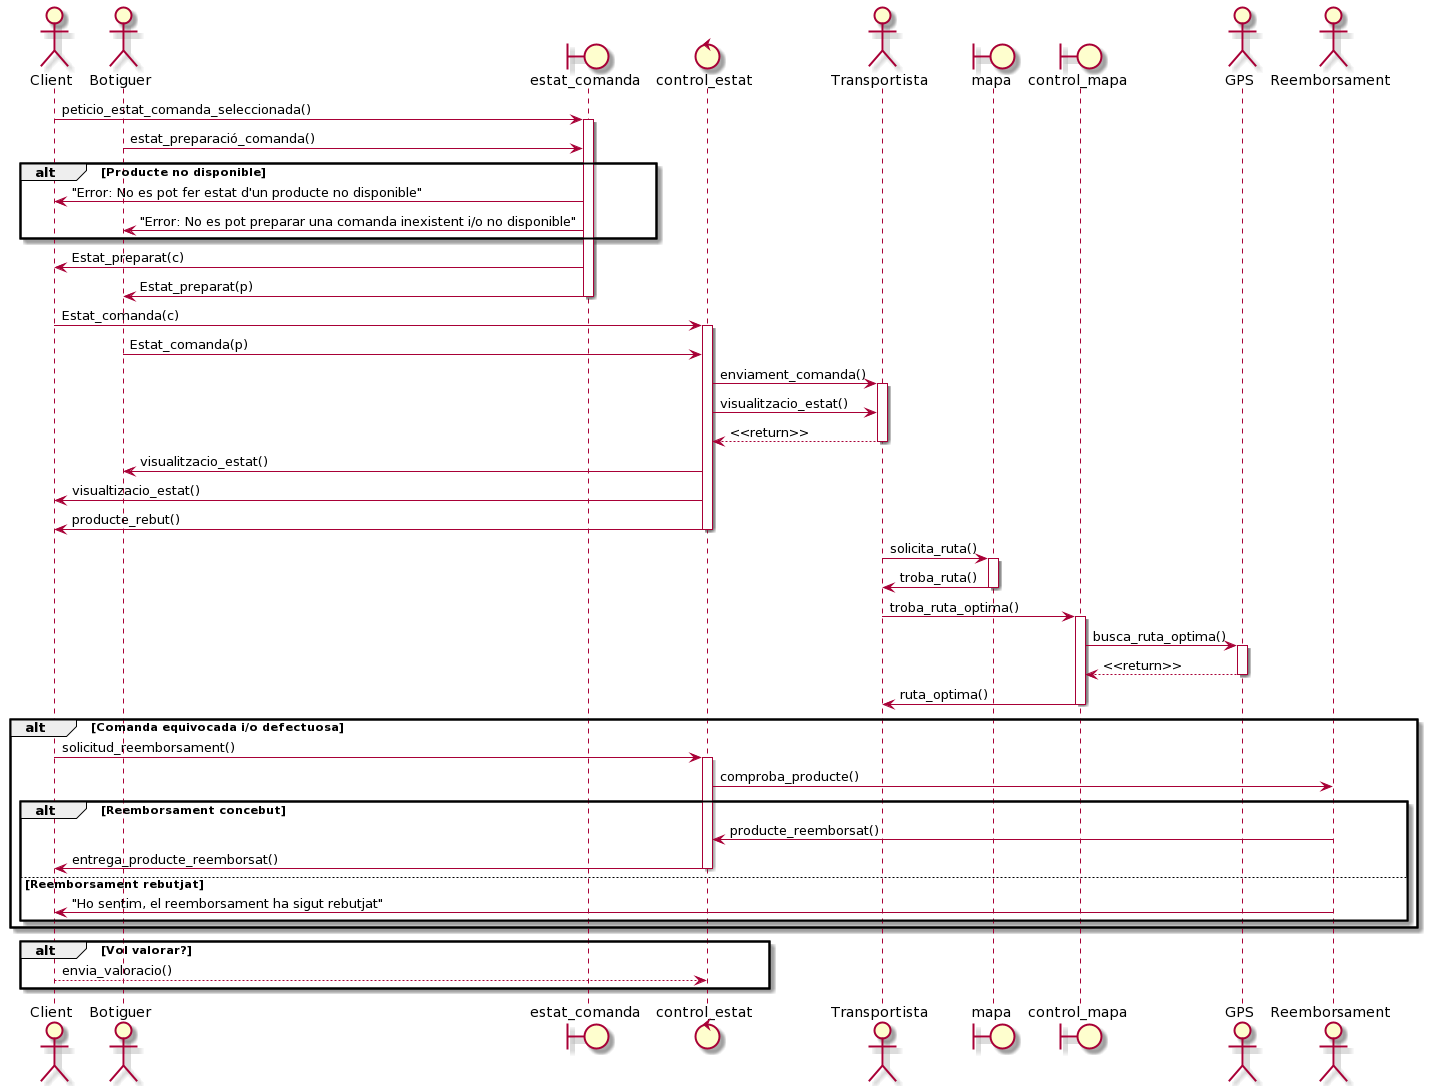 Client Botiguer estat_comanda control_estat Transportista mapa control_mapa GPS Reemborsament
peticio_estat_comanda_seleccionada()
estat_preparació_comanda()
alt [Producte no disponible]
"Error: No es pot fer estat d'un producte no disponible"
"Error: No es pot preparar una comanda inexistent i/o no disponible"
Estat_preparat(c)
Estat_preparat(p)
Estat_comanda(c)
Estat_comanda(p)
enviament_comanda()
visualitzacio_estat()
<<return>>
visualitzacio_estat()
visualtizacio_estat()
producte_rebut()
solicita_ruta()
troba_ruta()
troba_ruta_optima()
busca_ruta_optima()
<<return>>
ruta_optima()
alt [Comanda equivocada i/o defectuosa]
solicitud_reemborsament()
comproba_producte()
alt [Reemborsament concebut]
producte_reemborsat()
entrega_producte_reemborsat()
[Reemborsament rebutjat]
"Ho sentim, el reemborsament ha sigut rebutjat"
alt [Vol valorar?]
envia_valoracio()
Client Botiguer estat_comanda control_estat Transportista mapa control_mapa GPS Reemborsament